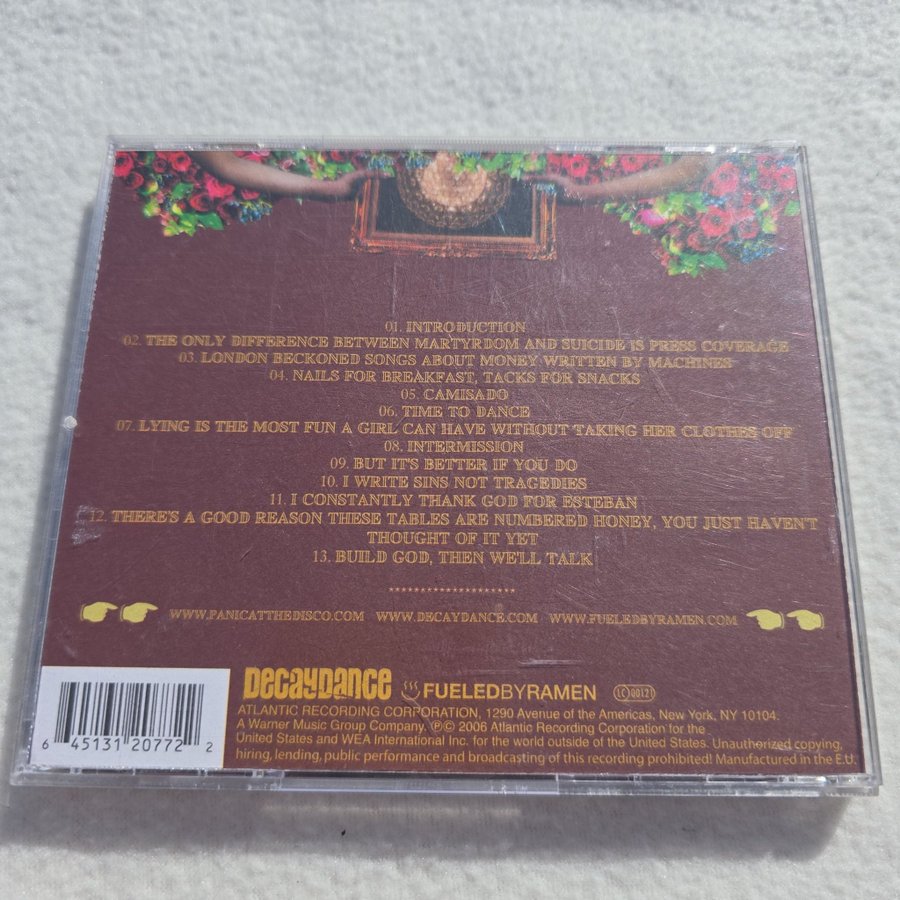 01. INTRODUCTION
02. THE ONLY DIFFERENCE BETWEEN MARTYRDOM AND SUICIDE IS PRESS COVERAGE
03. LONDON BECKONED SONGS ABOUT MONEY WRITTEN BY MACHINES
04. NAILS FOR BREAKFAST, TACKS FOR SNACKS
05. CAMISADO
06. TIME TO DANCE
07. LYING IS THE MOST FUN A GIRL CAN HAVE WITHOUT TAKING HER CLOTHES OFF
08. INTERMISSION
09. BUT IT'S BETTER IF YOU DO
10. I WRITE SINS NOT TRAGEDIES
11. I CONSTANTLY THANK GOD FOR ESTEBAN
12. THERE'S A GOOD REASON THESE TABLES ARE NUMBERED HONEY, YOU JUST HAVEN'T
THOUGHT OF IT YET
13. BUILD GOD, THEN WE'LL TALK
********************
WWW.PANICATTHEDISCO.COM WWW.DECAYDANCE.COM WWW.FUELEDBYRAMEN.COM
DECAYDANCE FUELEDBYRAMEN LC 00121
ATLANTIC RECORDING CORPORATION, 1290 Avenue of the Americas, New York, NY 10104.
A Warner Music Group Company. ℗© 2006 Atlantic Recording Corporation for the
United States and WEA International Inc. for the world outside of the United States. Unauthorized copying,
hiring, lending, public performance and broadcasting of this recording prohibited! Manufactured in the E.U.
6 45131 20772 2